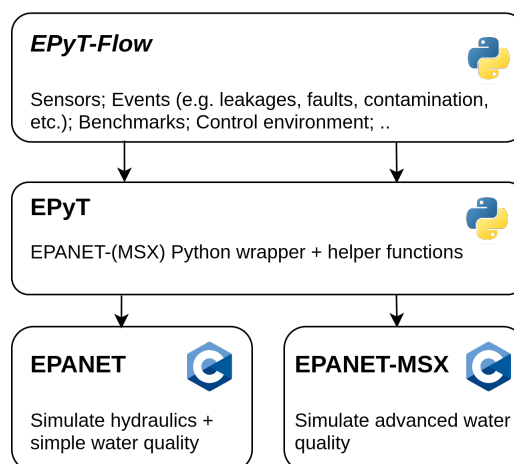 EPyT-Flow
Sensors; Events (e.g. leakages, faults, contamination,
etc.); Benchmarks; Control environment; ..
EPyT
EPANET-(MSX) Python wrapper + helper functions
EPANET
Simulate hydraulics +
simple water quality
EPANET-MSX
Simulate advanced water
quality